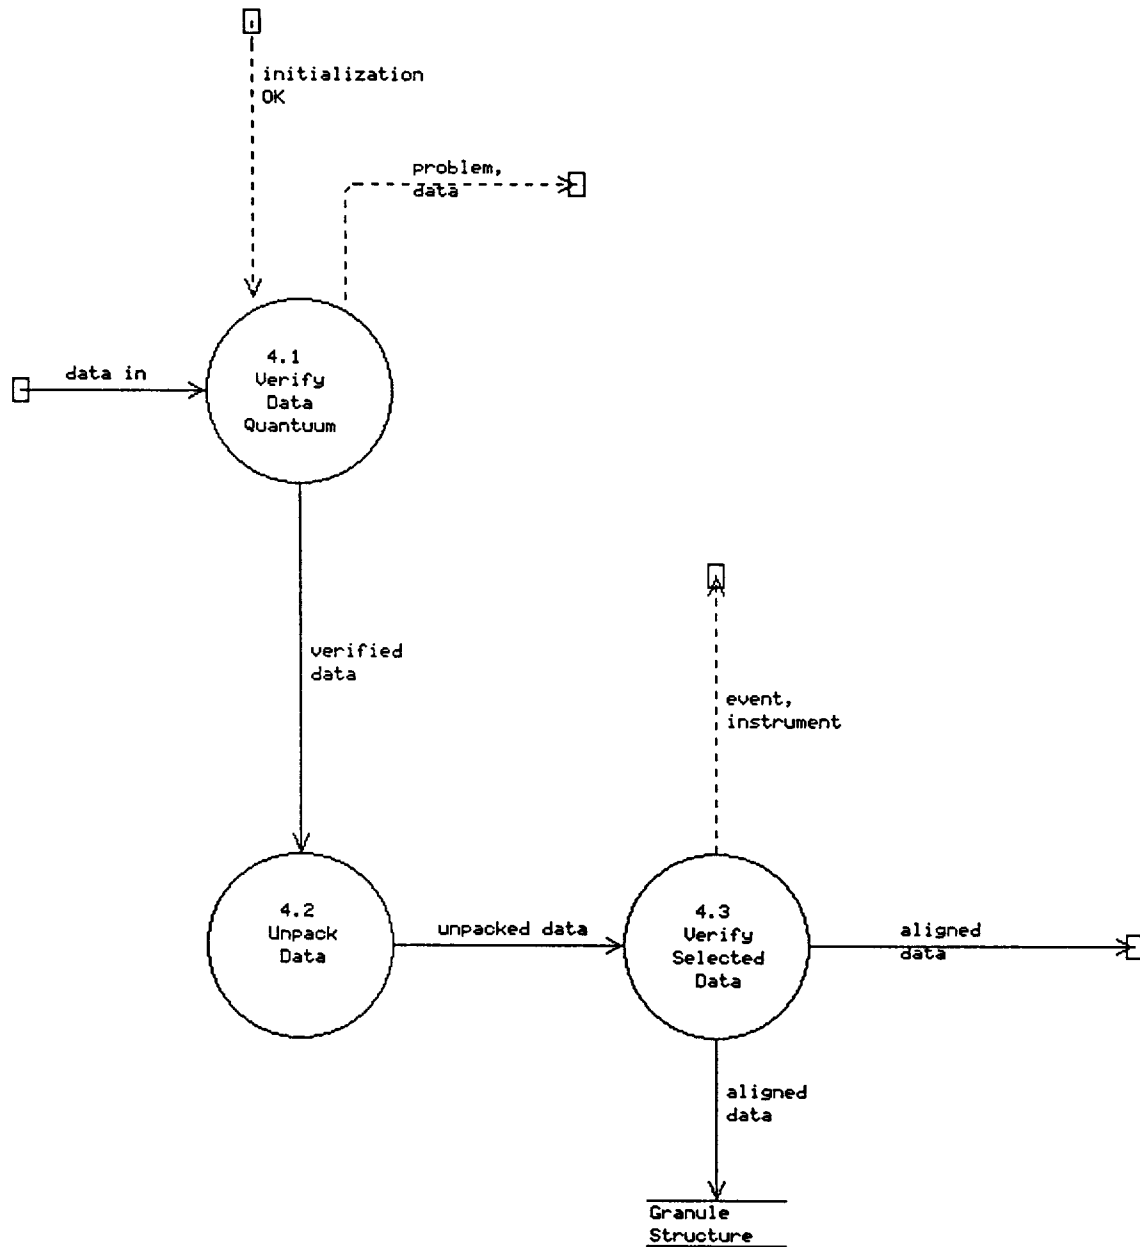 initialization
OK
problem,
data
data in
4.1
Verify
Data
Quantuum
verified
data
event,
instrument
4.2
Unpack
Data
unpacked data
4.3
Verify
Selected
Data
aligned
data
aligned
data
Granule
Structure